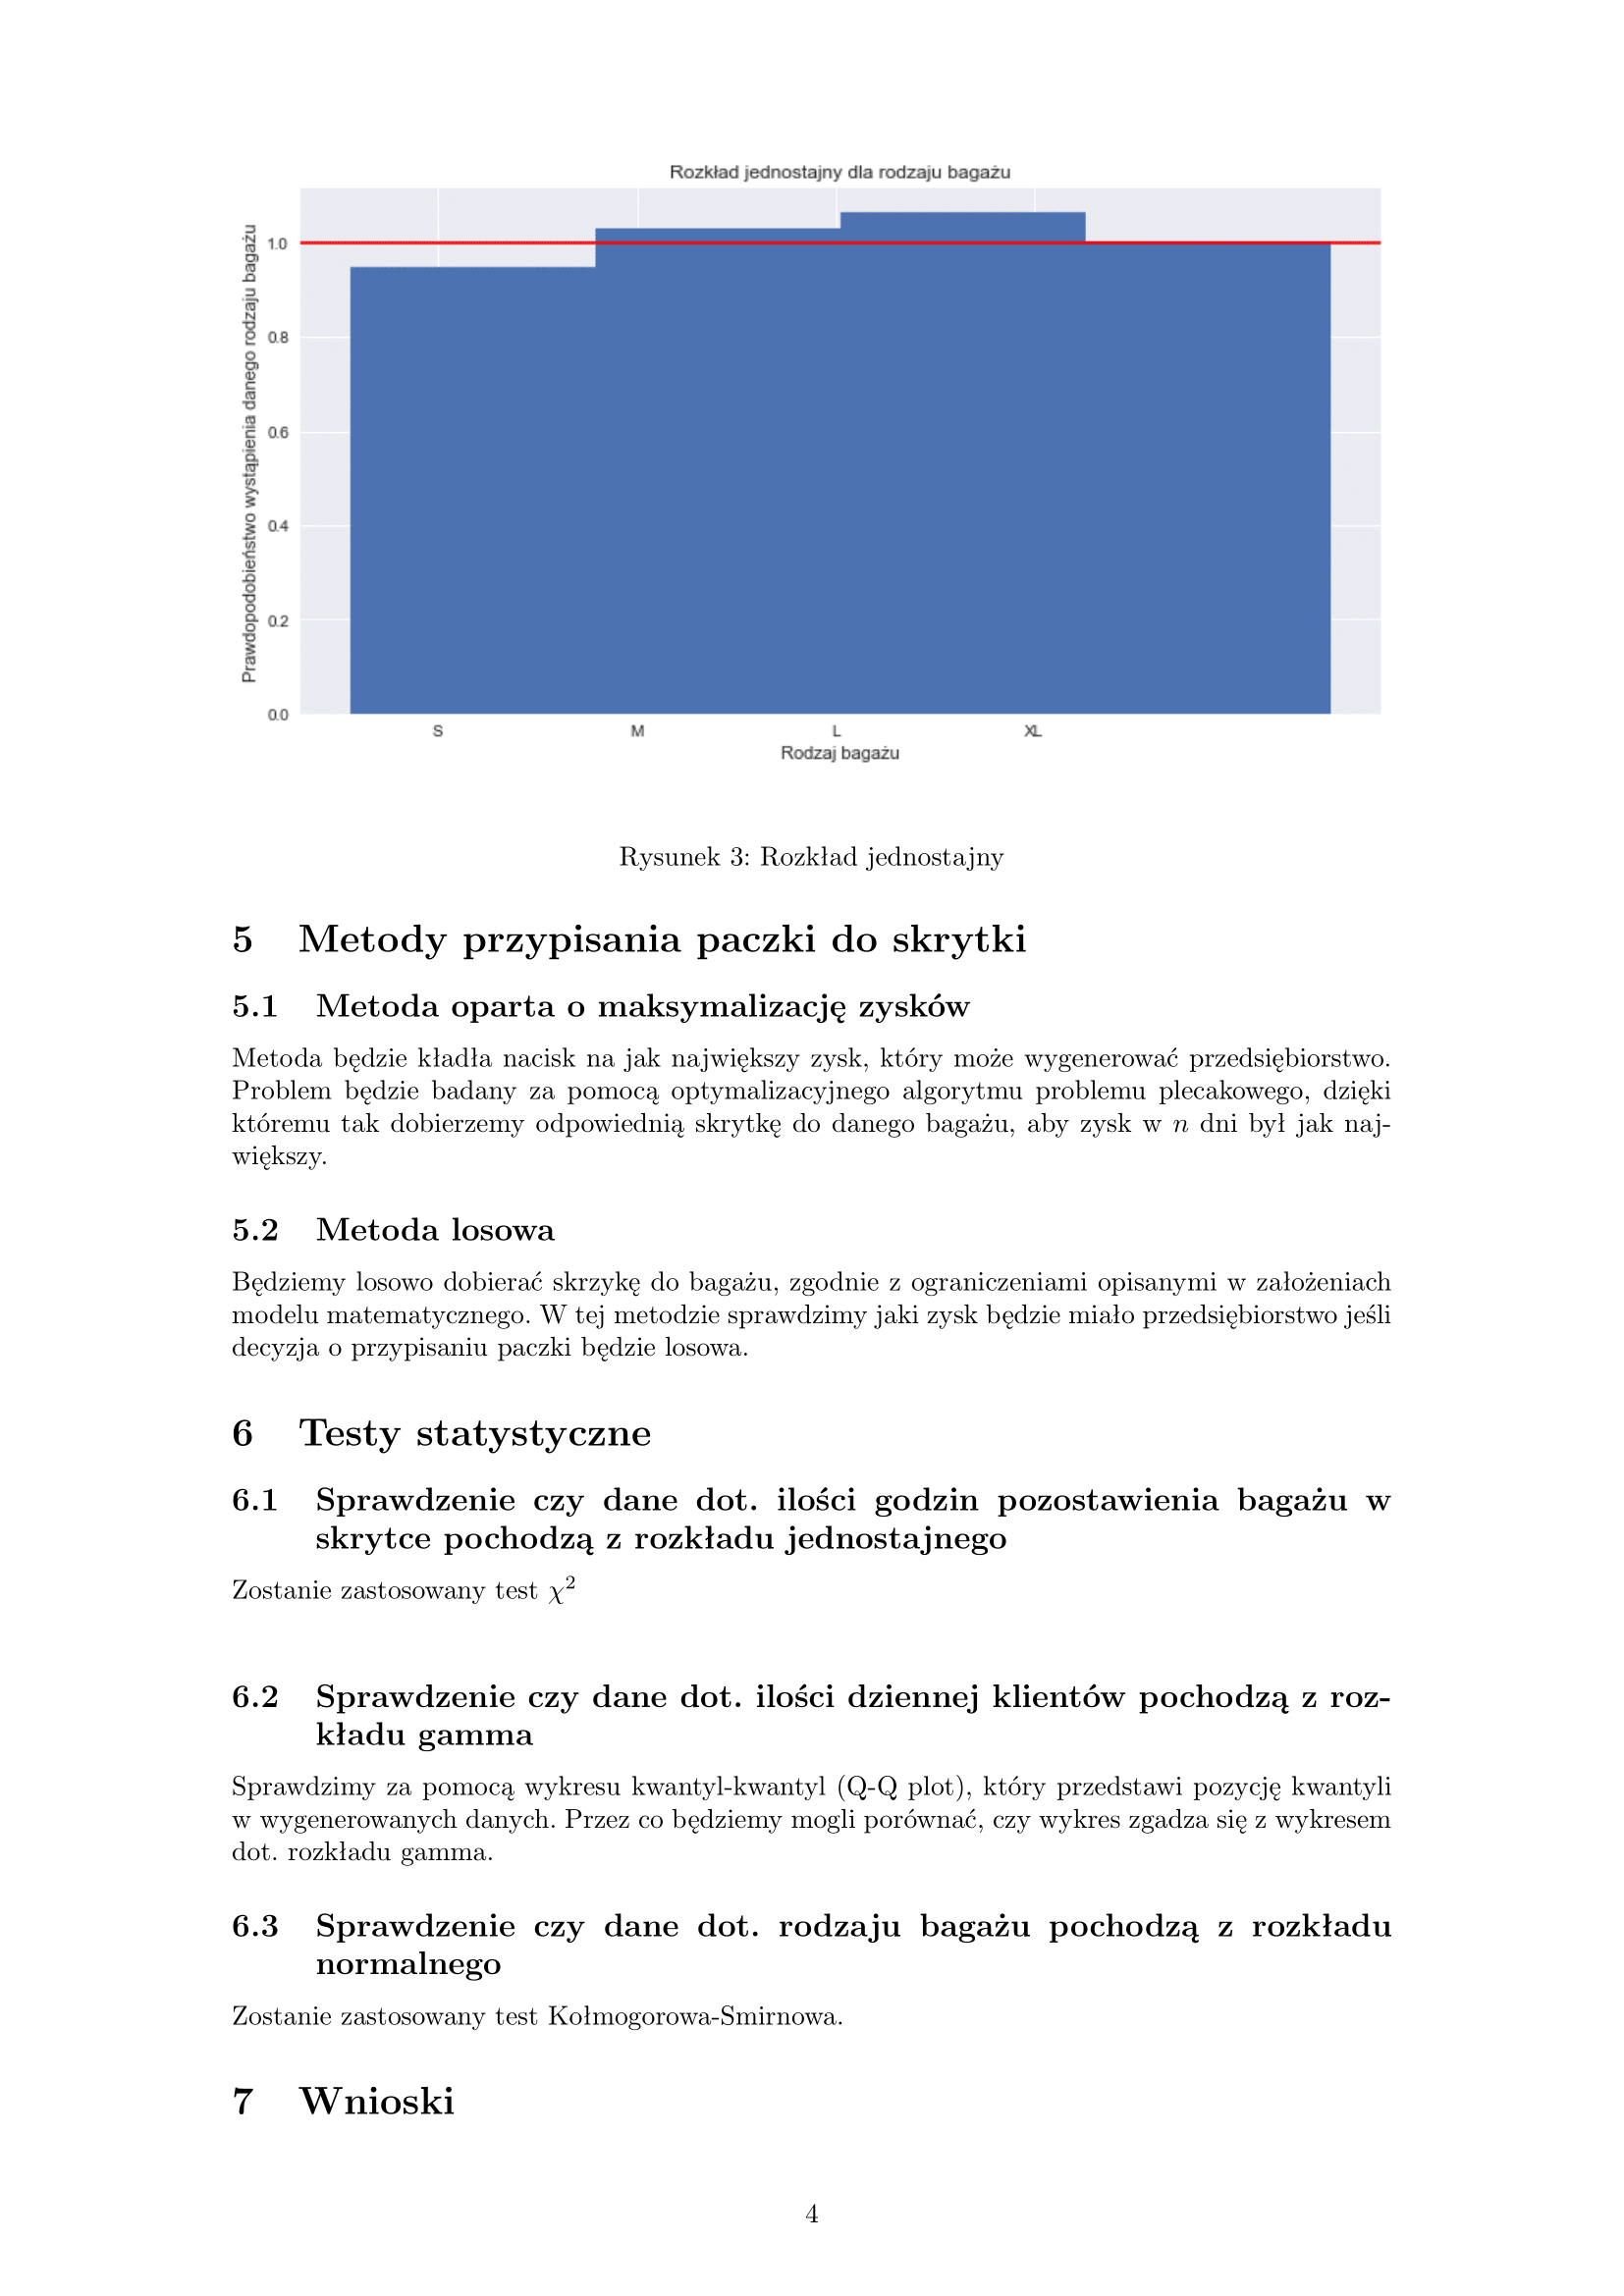 Rozkład jednostajny dla rodzaju bagażu
Prawdopodobieństwo wystąpienia danego rodzaju bagażu
1.0
0.8
0.6
0.4
0.2
0.0
S M L XL
Rodzaj bagażu
Rysunek 3: Rozkład jednostajny
5 Metody przypisania paczki do skrytki
5.1 Metoda oparta o maksymalizację zysków
Metoda będzie kładła nacisk na jak największy zysk, który może wygenerować przedsiębiorstwo.
Problem będzie badany za pomocą optymalizacyjnego algorytmu problemu plecakowego, dzięki
któremu tak dobierzemy odpowiednią skrytkę do danego bagażu, aby zysk w n dni był jak naj-
większy.
5.2 Metoda losowa
Będziemy losowo dobierać skrzykę do bagażu, zgodnie z ograniczeniami opisanymi w założeniach
modelu matematycznego. W tej metodzie sprawdzimy jaki zysk będzie miało przedsiębiorstwo jeśli
decyzja o przypisaniu paczki będzie losowa.
6 Testy statystyczne
6.1 Sprawdzenie czy dane dot. ilości godzin pozostawienia bagażu w
skrytce pochodzą z rozkładu jednostajnego
Zostanie zastosowany test χ²
6.2 Sprawdzenie czy dane dot. ilości dziennej klientów pochodzą z roz-
kładu gamma
Sprawdzimy za pomocą wykresu kwantyl-kwantyl (Q-Q plot), który przedstawi pozycję kwantyli
w wygenerowanych danych. Przez co będziemy mogli porównać, czy wykres zgadza się z wykresem
dot. rozkładu gamma.
6.3 Sprawdzenie czy dane dot. rodzaju bagażu pochodzą z rozkładu
normalnego
Zostanie zastosowany test Kołmogorowa-Smirnowa.
7 Wnioski
4